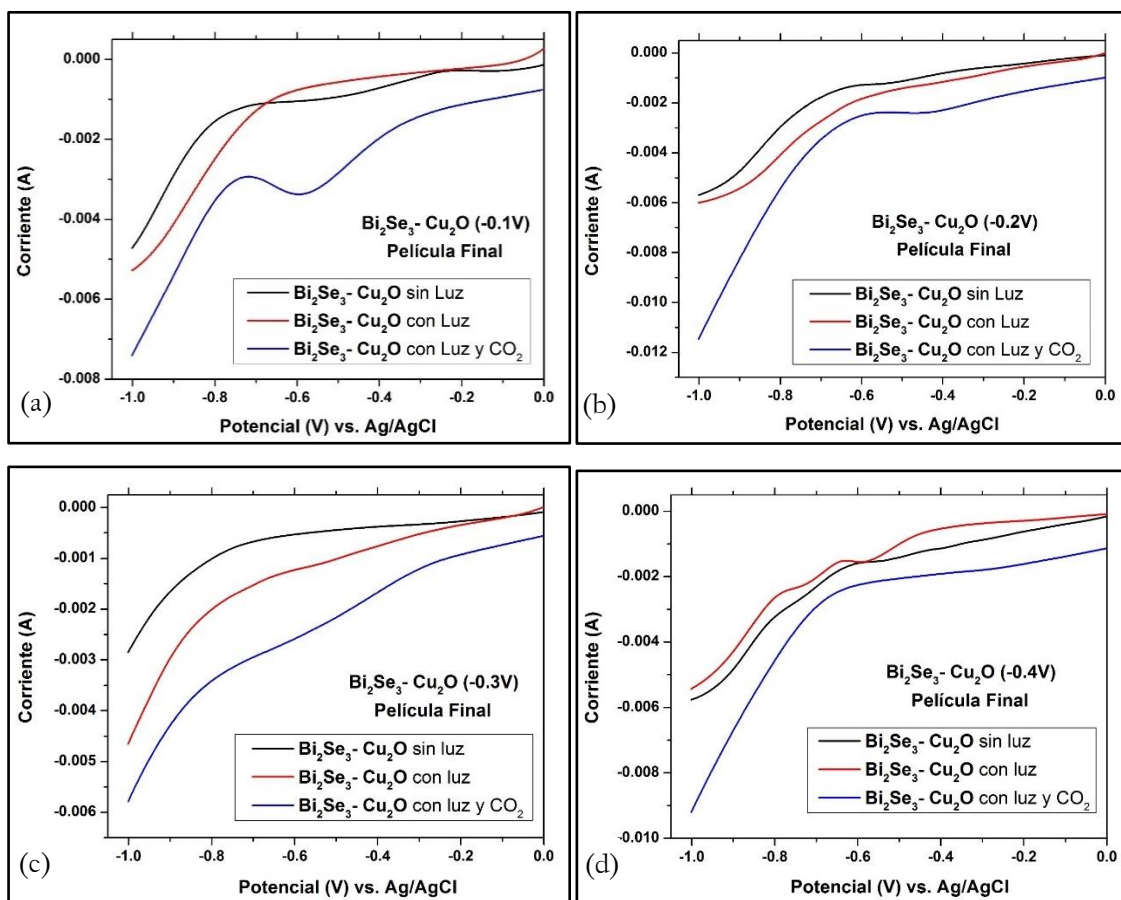 0.000
-0.002
-0.004
-0.006
-0.008
Corriente (A)
Bi₂Se₃- Cu₂O (-0.1V)
Película Final
Bi₂Se₃- Cu₂O sin Luz
Bi₂Se₃- Cu₂O con Luz
Bi₂Se₃- Cu₂O con Luz y CO₂
-1.0 -0.8 -0.6 -0.4 -0.2 0.0
Potencial (V) vs. Ag/AgCl
(a)
0.000
-0.002
-0.004
-0.006
-0.008
-0.010
-0.012
Corriente (A)
Bi₂Se₃- Cu₂O (-0.2V)
Película Final
Bi₂Se₃- Cu₂O sin Luz
Bi₂Se₃- Cu₂O con Luz
Bi₂Se₃- Cu₂O con Luz y CO₂
-1.0 -0.8 -0.6 -0.4 -0.2 0.0
Potencial (V) vs. Ag/AgCl
(b)
0.000
-0.001
-0.002
-0.003
-0.004
-0.005
-0.006
Corriente (A)
Bi₂Se₃- Cu₂O (-0.3V)
Película Final
Bi₂Se₃- Cu₂O sin luz
Bi₂Se₃- Cu₂O con luz
Bi₂Se₃- Cu₂O con luz y CO₂
-1.0 -0.8 -0.6 -0.4 -0.2 0.0
Potencial (V) vs. Ag/AgCl
(c)
0.000
-0.002
-0.004
-0.006
-0.008
-0.010
Corriente (A)
Bi₂Se₃- Cu₂O (-0.4V)
Película Final
Bi₂Se₃- Cu₂O sin luz
Bi₂Se₃- Cu₂O con luz
Bi₂Se₃- Cu₂O con luz y CO₂
-1.0 -0.8 -0.6 -0.4 -0.2 0.0
Potencial (V) vs. Ag/AgCl
(d)